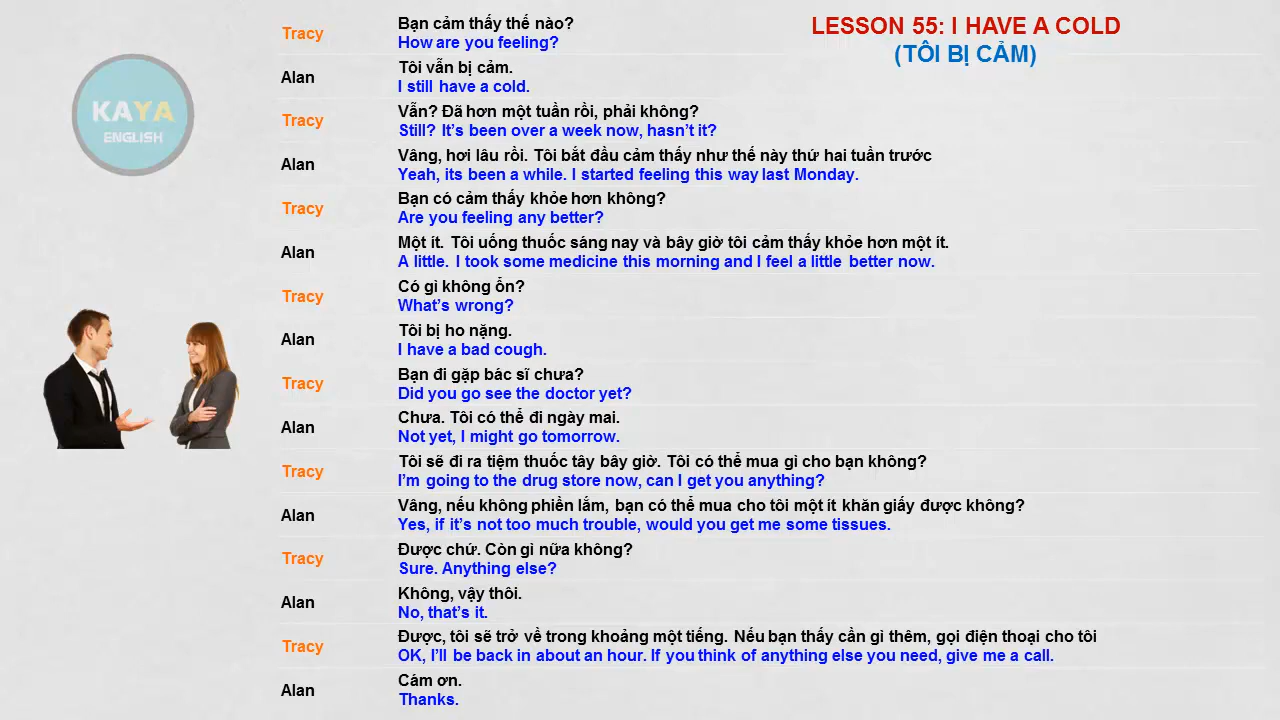 LESSON 55: I HAVE A COLD
(TÔI BỊ CẢM)
KAYA
ENGLISH
Tracy
Bạn cảm thấy thế nào?
How are you feeling?
Alan
Tôi vẫn bị cảm.
I still have a cold.
Tracy
Vẫn? Đã hơn một tuần rồi, phải không?
Still? It's been over a week now, hasn't it?
Alan
Vâng, hơi lâu rồi. Tôi bắt đầu cảm thấy như thế này thứ hai tuần trước
Yeah, its been a while. I started feeling this way last Monday.
Tracy
Bạn có cảm thấy khỏe hơn không?
Are you feeling any better?
Alan
Một ít. Tôi uống thuốc sáng nay và bây giờ tôi cảm thấy khỏe hơn một ít.
A little. I took some medicine this morning and I feel a little better now.
Tracy
Có gì không ổn?
What's wrong?
Alan
Tôi bị ho nặng.
I have a bad cough.
Tracy
Bạn đi gặp bác sĩ chưa?
Did you go see the doctor yet?
Alan
Chưa. Tôi có thể đi ngày mai.
Not yet, I might go tomorrow.
Tracy
Tôi sẽ đi ra tiệm thuốc tây bây giờ. Tôi có thể mua gì cho bạn không?
I'm going to the drug store now, can I get you anything?
Alan
Vâng, nếu không phiền lắm, bạn có thể mua cho tôi một ít khăn giấy được không?
Yes, if it's not too much trouble, would you get me some tissues.
Tracy
Được chứ. Còn gì nữa không?
Sure. Anything else?
Alan
Không, vậy thôi.
No, that's it.
Tracy
Được, tôi sẽ trở về trong khoảng một tiếng. Nếu bạn thấy cần gì thêm, gọi điện thoại cho tôi
OK, I'll be back in about an hour. If you think of anything else you need, give me a call.
Alan
Cám ơn.
Thanks.